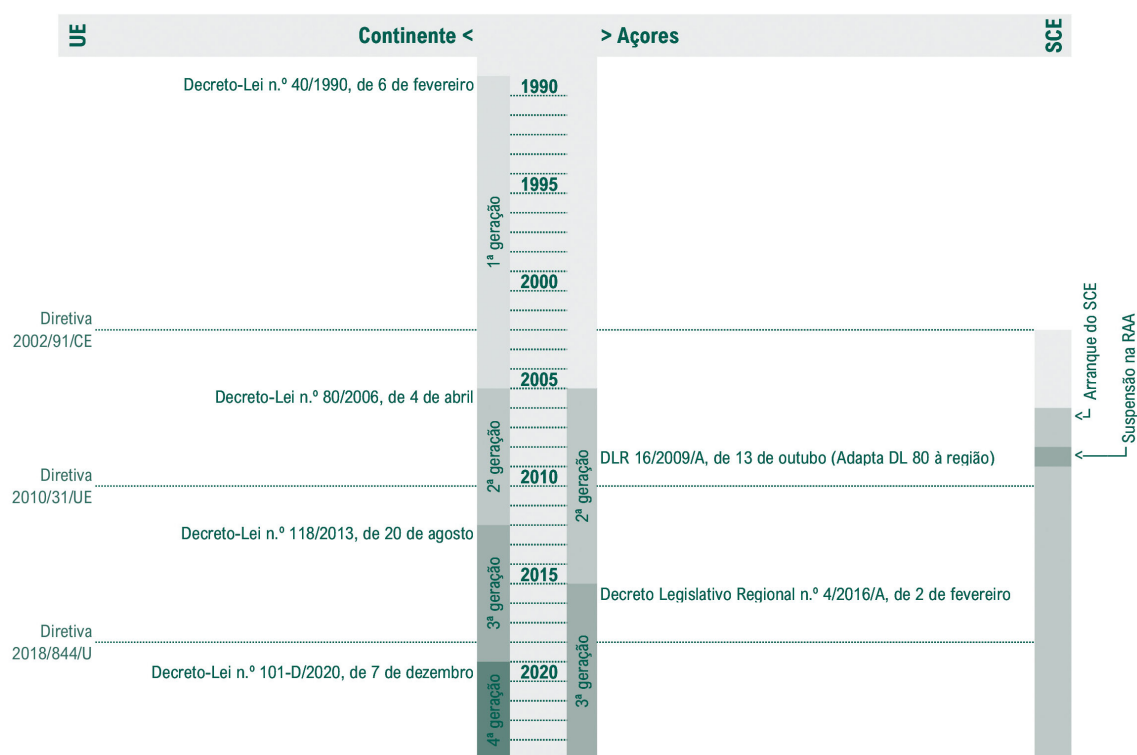 UE
Continente <
> Açores
SCE
Decreto-Lei n.º 40/1990, de 6 de fevereiro
1990
1995
1ª geração
2000
Diretiva
2002/91/CE
Arranque do SCE
Suspensão na RAA
2005
Decreto-Lei n.º 80/2006, de 4 de abril
2ª geração
2ª geração
DLR 16/2009/A, de 13 de outubo (Adapta DL 80 à região)
2010
Diretiva
2010/31/UE
Decreto-Lei n.º 118/2013, de 20 de agosto
3ª geração
2015
Decreto Legislativo Regional n.º 4/2016/A, de 2 de fevereiro
Diretiva
2018/844/U
3ª geração
Decreto-Lei n.º 101-D/2020, de 7 de dezembro
2020
4ª geração